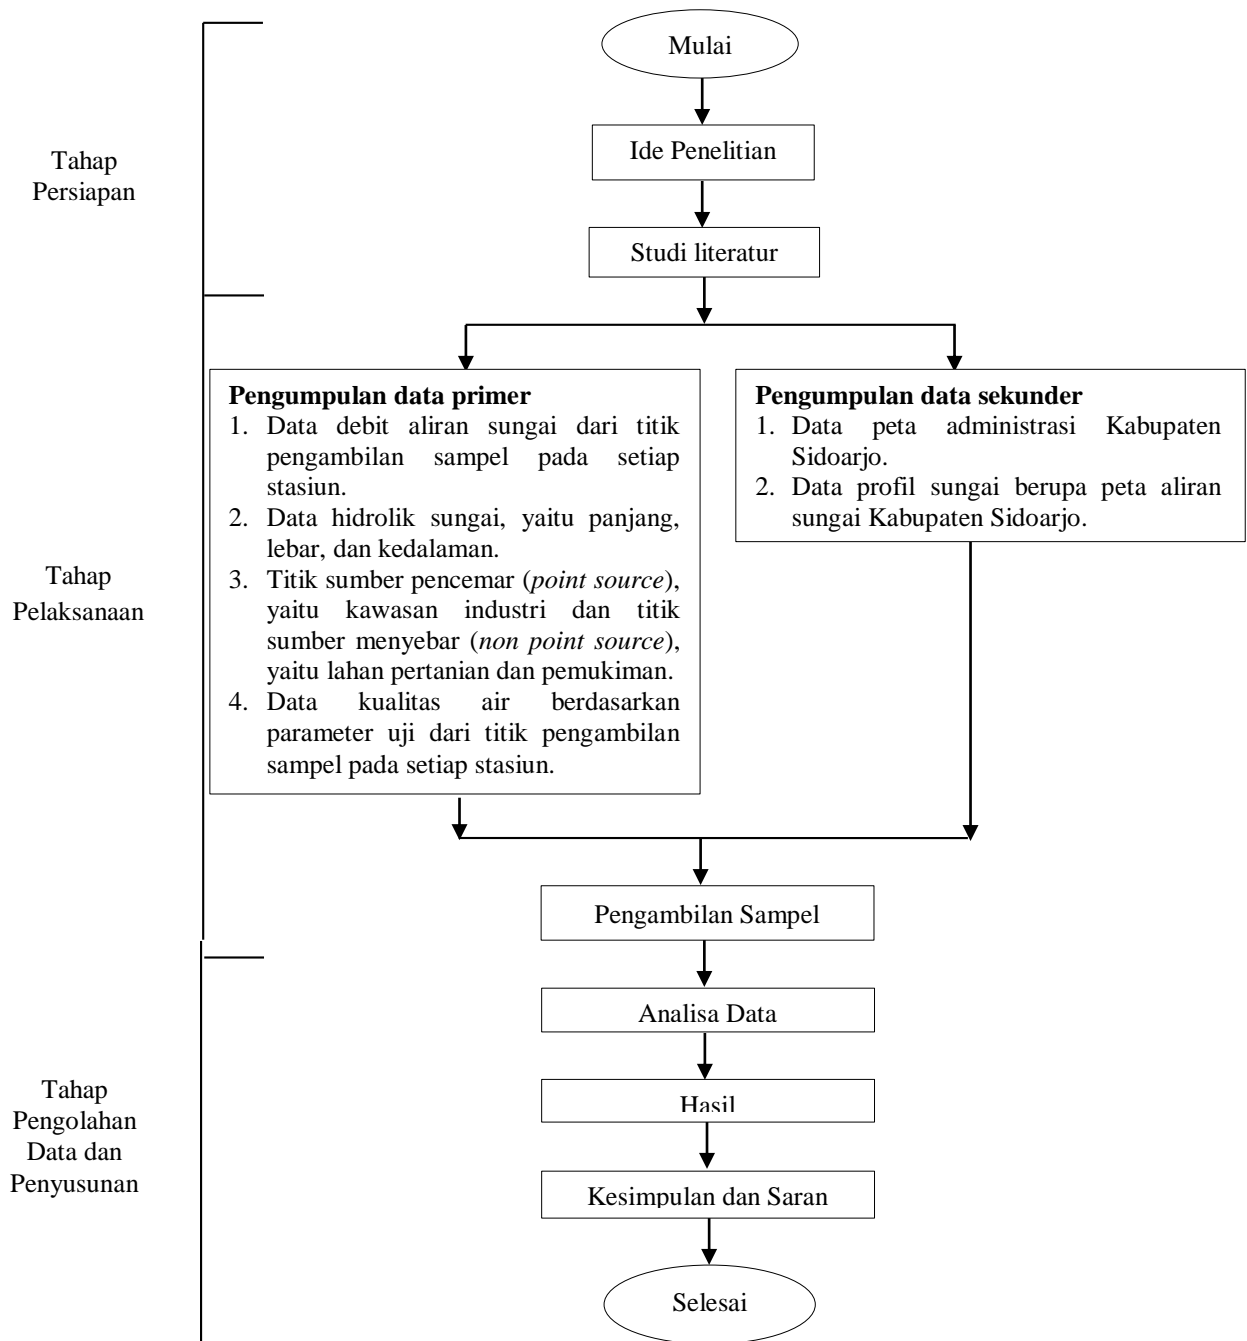 Mulai
Ide Penelitian
Tahap
Persiapan
Studi literatur
Pengumpulan data primer
1. Data debit aliran sungai dari titik
pengambilan sampel pada setiap
stasiun.
2. Data hidrolik sungai, yaitu panjang,
lebar, dan kedalaman.
3. Titik sumber pencemar (point source),
yaitu kawasan industri dan titik
sumber menyebar (non point source),
yaitu lahan pertanian dan pemukiman.
4. Data kualitas air berdasarkan
parameter uji dari titik pengambilan
sampel pada setiap stasiun.
Pengumpulan data sekunder
1. Data peta administrasi Kabupaten
Sidoarjo.
2. Data profil sungai berupa peta aliran
sungai Kabupaten Sidoarjo.
Tahap
Pelaksanaan
Pengambilan Sampel
Analisa Data
Hasil
Tahap
Pengolahan
Data dan
Penyusunan
Kesimpulan dan Saran
Selesai